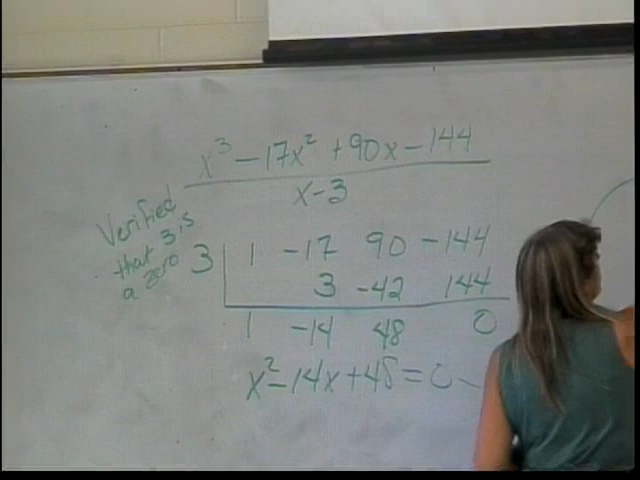 x³ - 17x² + 90x - 144
x - 3
Verified
that 3 is
a zero
3 1 -17 90 -144
3 -42 144
1 -14 48 0
x² - 14x + 48 = 0